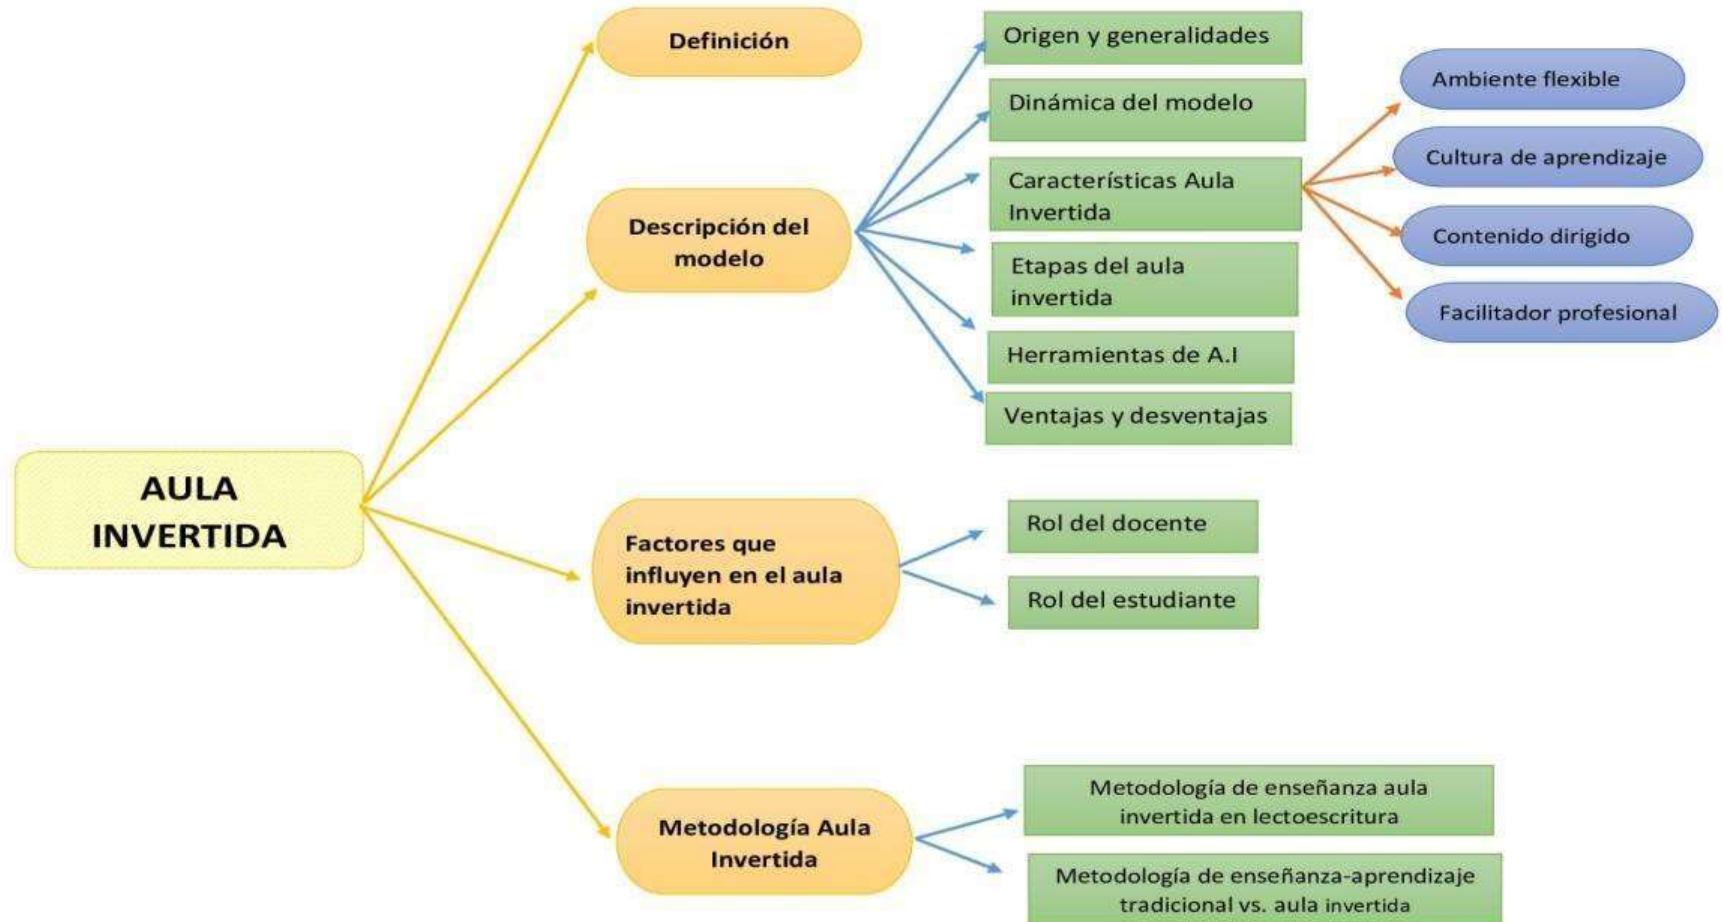 AULA
INVERTIDA
Definición
Descripción del
modelo
Origen y generalidades
Dinámica del modelo
Características Aula
Invertida
Ambiente flexible
Cultura de aprendizaje
Contenido dirigido
Facilitador profesional
Etapas del aula
invertida
Herramientas de A.I
Ventajas y desventajas
Factores que
influyen en el aula
invertida
Rol del docente
Rol del estudiante
Metodología Aula
Invertida
Metodología de enseñanza aula
invertida en lectoescritura
Metodología de enseñanza-aprendizaje
tradicional vs. aula invertida